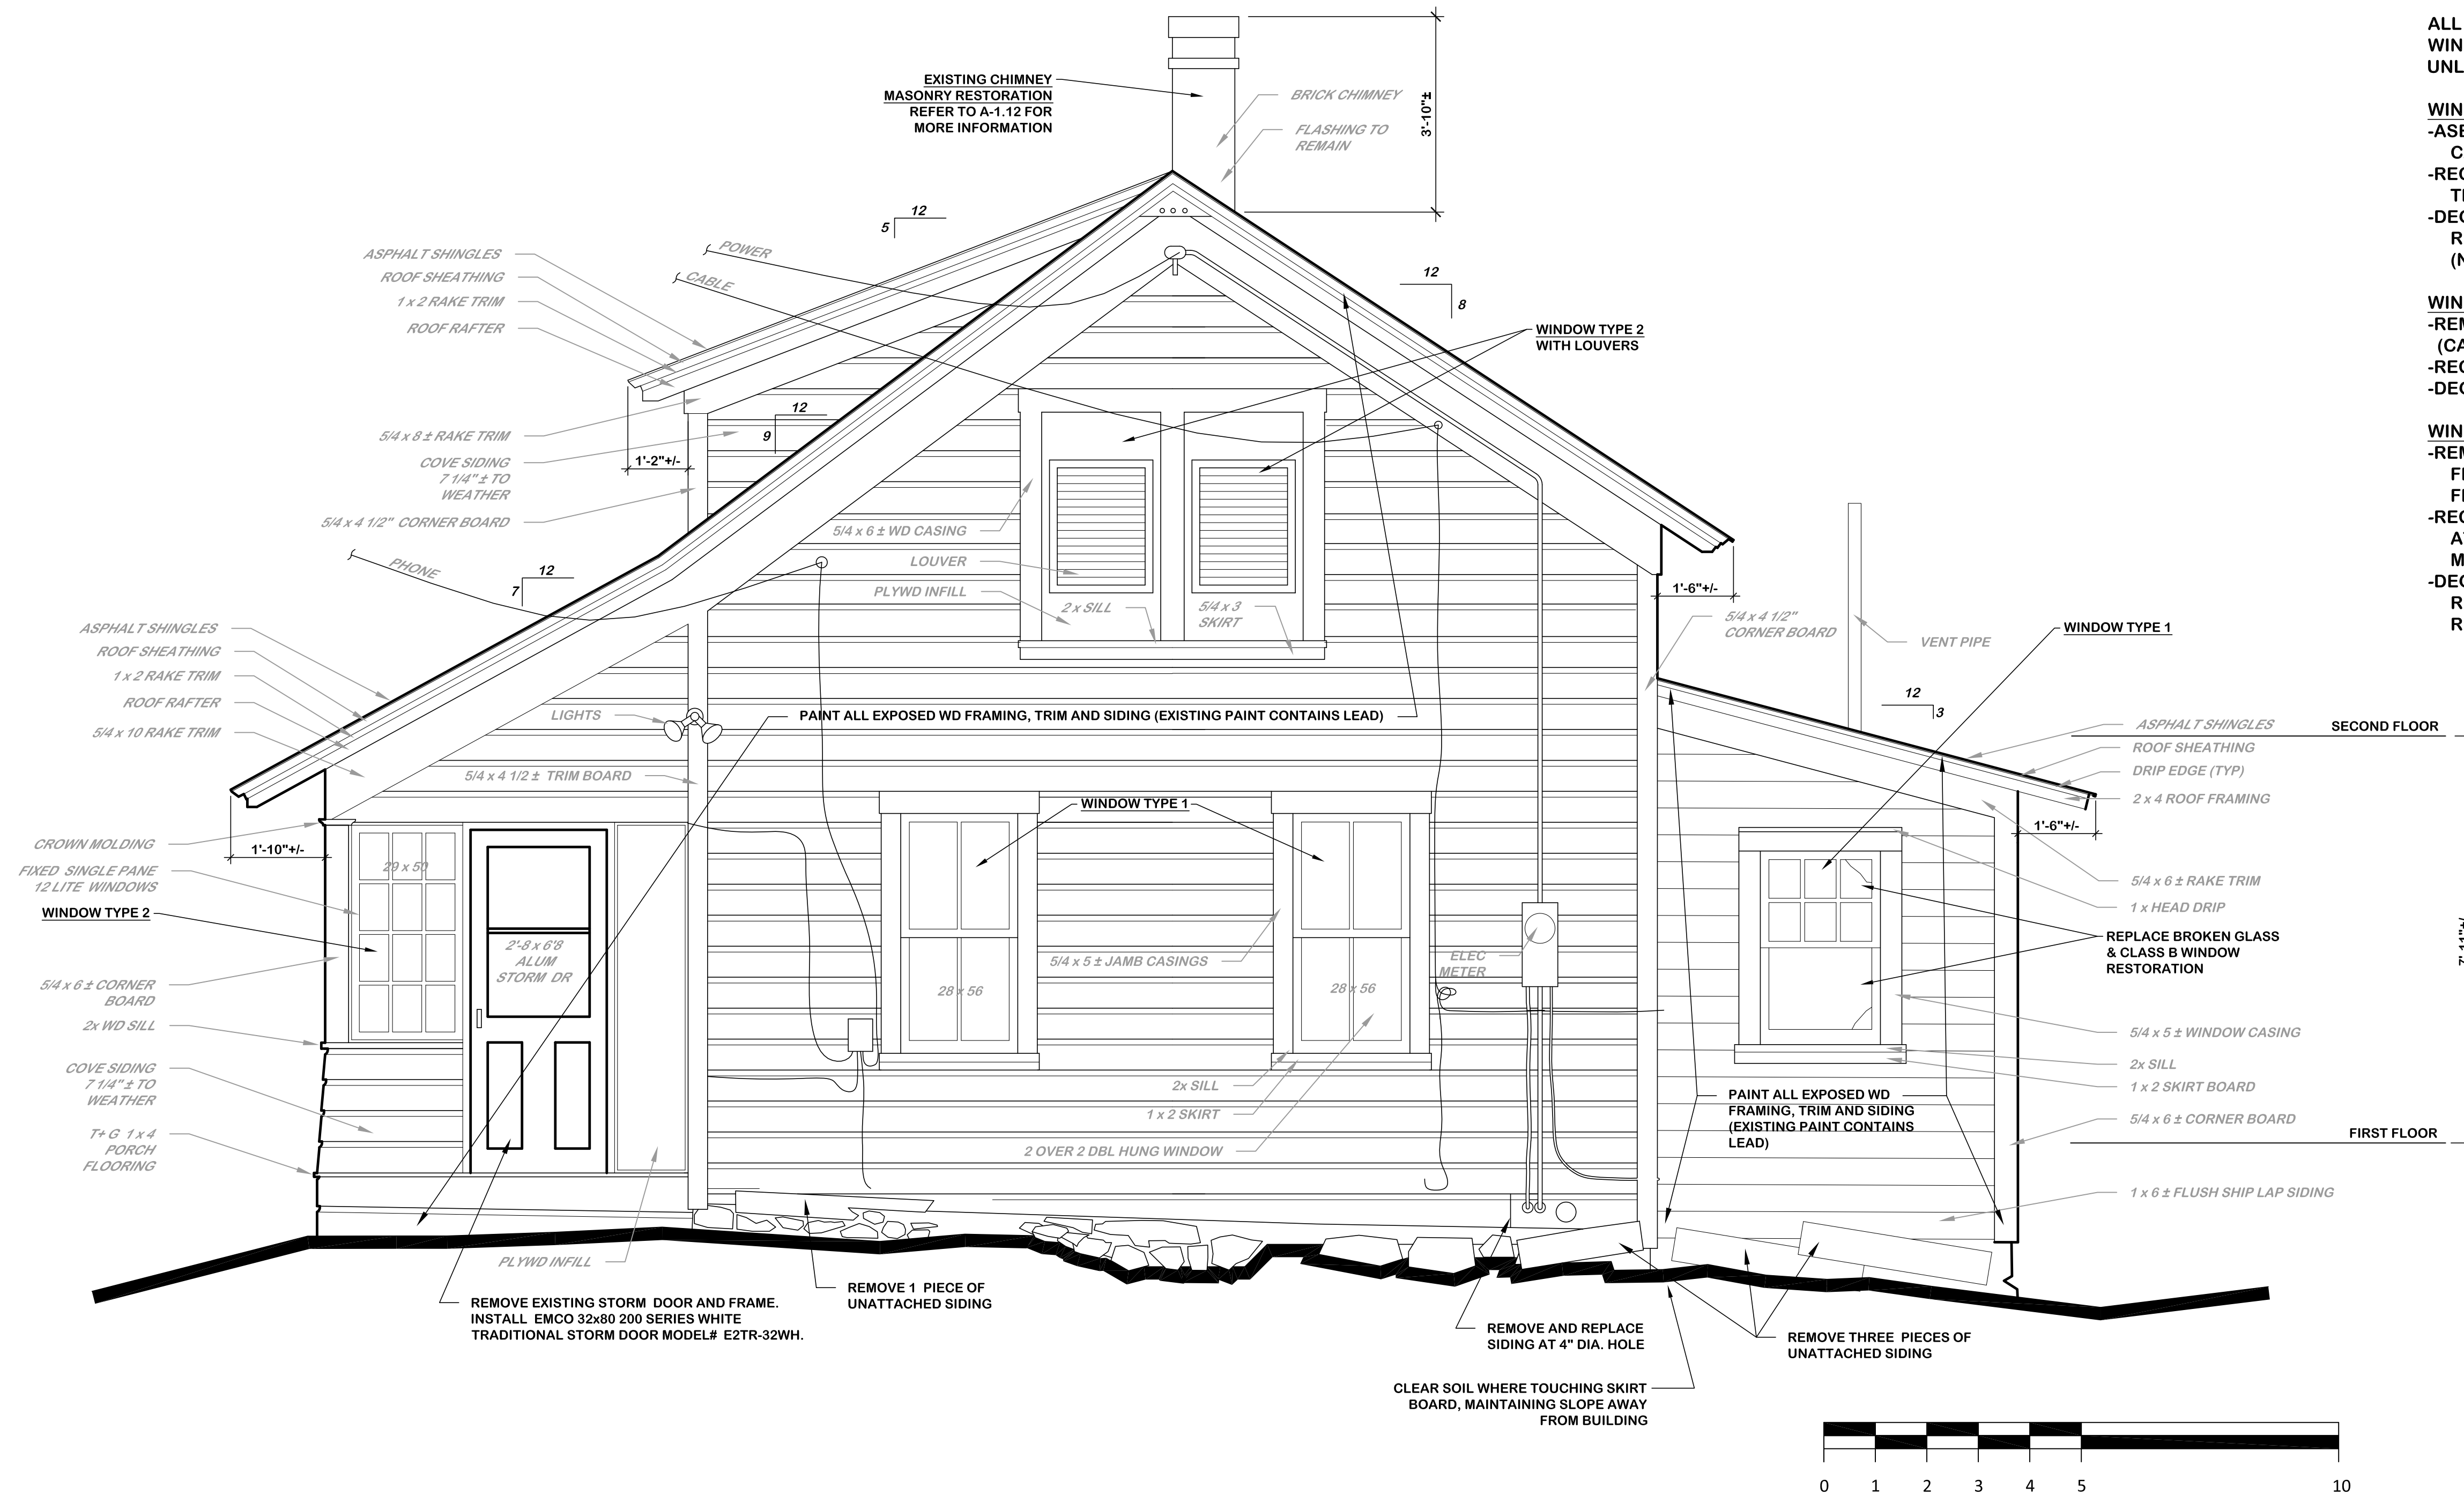 EXISTING CHIMNEY
MASONRY RESTORATION
REFER TO A-1.12 FOR
MORE INFORMATION
BRICK CHIMNEY
FLASHING TO
REMAIN
3'-10"±
12
5
POWER
CABLE
ASPHALT SHINGLES
ROOF SHEATHING
1 x 2 RAKE TRIM
ROOF RAFTER
12
8
WINDOW TYPE 2
WITH LOUVERS
12
9
5/4 x 8 ± RAKE TRIM
COVE SIDING
7 1/4" ± TO
WEATHER
5/4 x 4 1/2" CORNER BOARD
1'-2"+/-
5/4 x 6 ± WD CASING
LOUVER
PLYWD INFILL
2 x SILL
5/4 x 3
SKIRT
PHONE
12
7
1'-6"+/-
5/4 x 4 1/2"
CORNER BOARD
VENT PIPE
WINDOW TYPE 1
ASPHALT SHINGLES
ROOF SHEATHING
1 x 2 RAKE TRIM
ROOF RAFTER
5/4 x 10 RAKE TRIM
LIGHTS
PAINT ALL EXPOSED WD FRAMING, TRIM AND SIDING (EXISTING PAINT CONTAINS LEAD)
5/4 x 4 1/2 ± TRIM BOARD
12
3
ASPHALT SHINGLES
ROOF SHEATHING
DRIP EDGE (TYP)
2 x 4 ROOF FRAMING
SECOND FLOOR
WINDOW TYPE 1
1'-6"+/-
CROWN MOLDING
1'-10"+/-
FIXED SINGLE PANE
12 LITE WINDOWS
29 x 50
WINDOW TYPE 2
2'-8 x 6'8
ALUM
STORM DR
5/4 x 6 ± CORNER
BOARD
2x WD SILL
COVE SIDING
7 1/4" ± TO
WEATHER
T+ G 1 x 4
PORCH
FLOORING
28 x 56
5/4 x 5 ± JAMB CASINGS
28 x 56
ELEC
METER
2x SILL
1 x 2 SKIRT
2 OVER 2 DBL HUNG WINDOW
5/4 x 6 ± RAKE TRIM
1 x HEAD DRIP
REPLACE BROKEN GLASS
& CLASS B WINDOW
RESTORATION
5/4 x 5 ± WINDOW CASING
2x SILL
1 x 2 SKIRT BOARD
5/4 x 6 ± CORNER BOARD
FIRST FLOOR
1 x 6 ± FLUSH SHIP LAP SIDING
PAINT ALL EXPOSED WD
FRAMING, TRIM AND SIDING
(EXISTING PAINT CONTAINS
LEAD)
PLYWD INFILL
REMOVE EXISTING STORM DOOR AND FRAME.
INSTALL EMCO 32x80 200 SERIES WHITE
TRADITIONAL STORM DOOR MODEL# E2TR-32WH.
REMOVE 1 PIECE OF
UNATTACHED SIDING
REMOVE AND REPLACE
SIDING AT 4" DIA. HOLE
REMOVE THREE PIECES OF
UNATTACHED SIDING
CLEAR SOIL WHERE TOUCHING SKIRT
BOARD, MAINTAINING SLOPE AWAY
FROM BUILDING
0 1 2 3 4 5 10
ALL